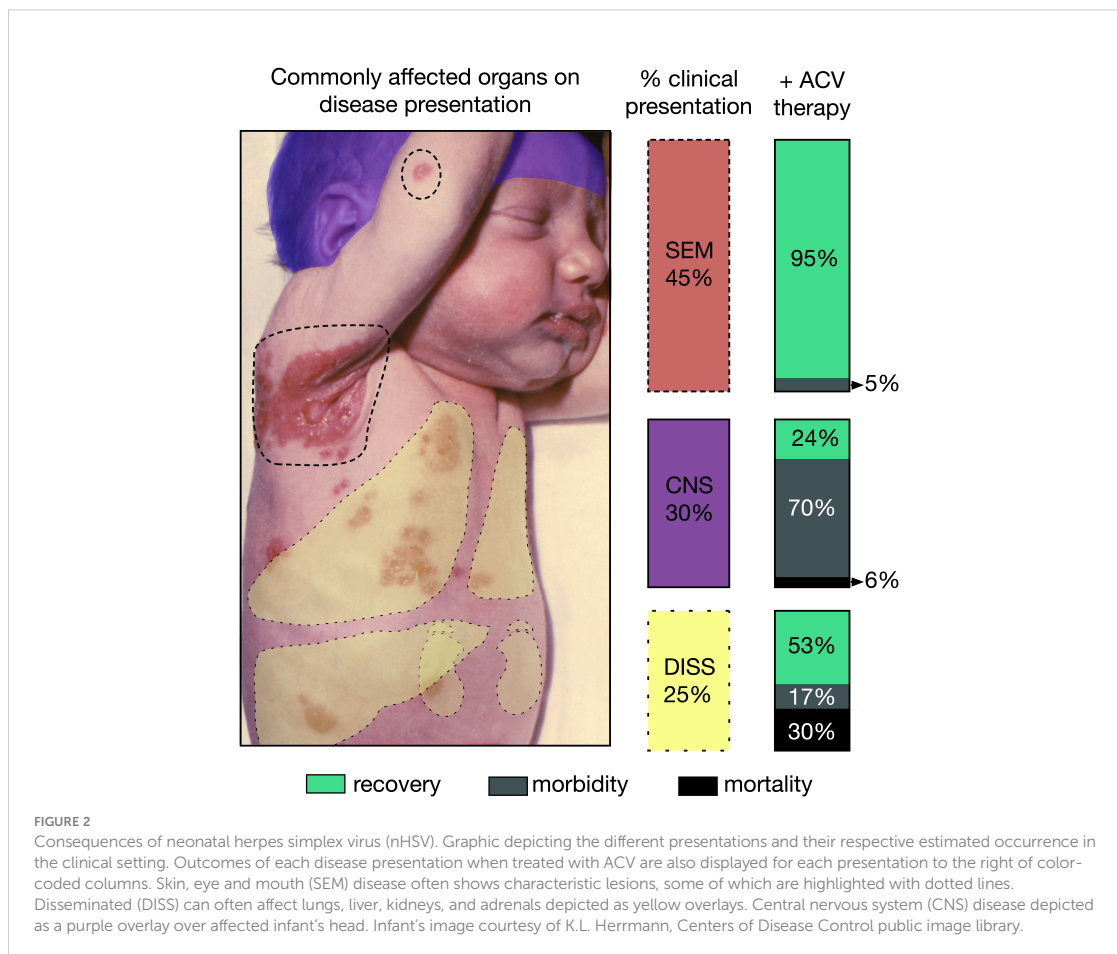 Commonly affected organs on
disease presentation
% clinical
presentation
+ ACV
therapy
SEM
45%
95%
5%
CNS
30%
24%
70%
6%
DISS
25%
53%
17%
30%
recovery
morbidity
mortality
FIGURE 2
Consequences of neonatal herpes simplex virus (nHSV). Graphic depicting the different presentations and their respective estimated occurrence in
the clinical setting. Outcomes of each disease presentation when treated with ACV are also displayed for each presentation to the right of color-
coded columns. Skin, eye and mouth (SEM) disease often shows characteristic lesions, some of which are highlighted with dotted lines.
Disseminated (DISS) can often affect lungs, liver, kidneys, and adrenals depicted as yellow overlays. Central nervous system (CNS) disease depicted
as a purple overlay over affected infant's head. Infant's image courtesy of K.L. Herrmann, Centers of Disease Control public image library.